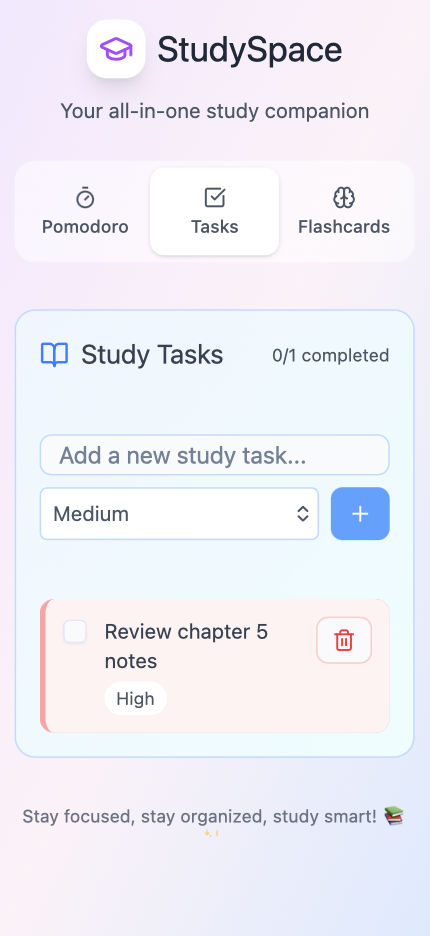 StudySpace
Your all-in-one study companion
Pomodoro
Tasks
Flashcards
Study Tasks
0/1 completed
Add a new study task...
Medium
Review chapter 5
notes
High
Stay focused, stay organized, study smart! 📚
✨